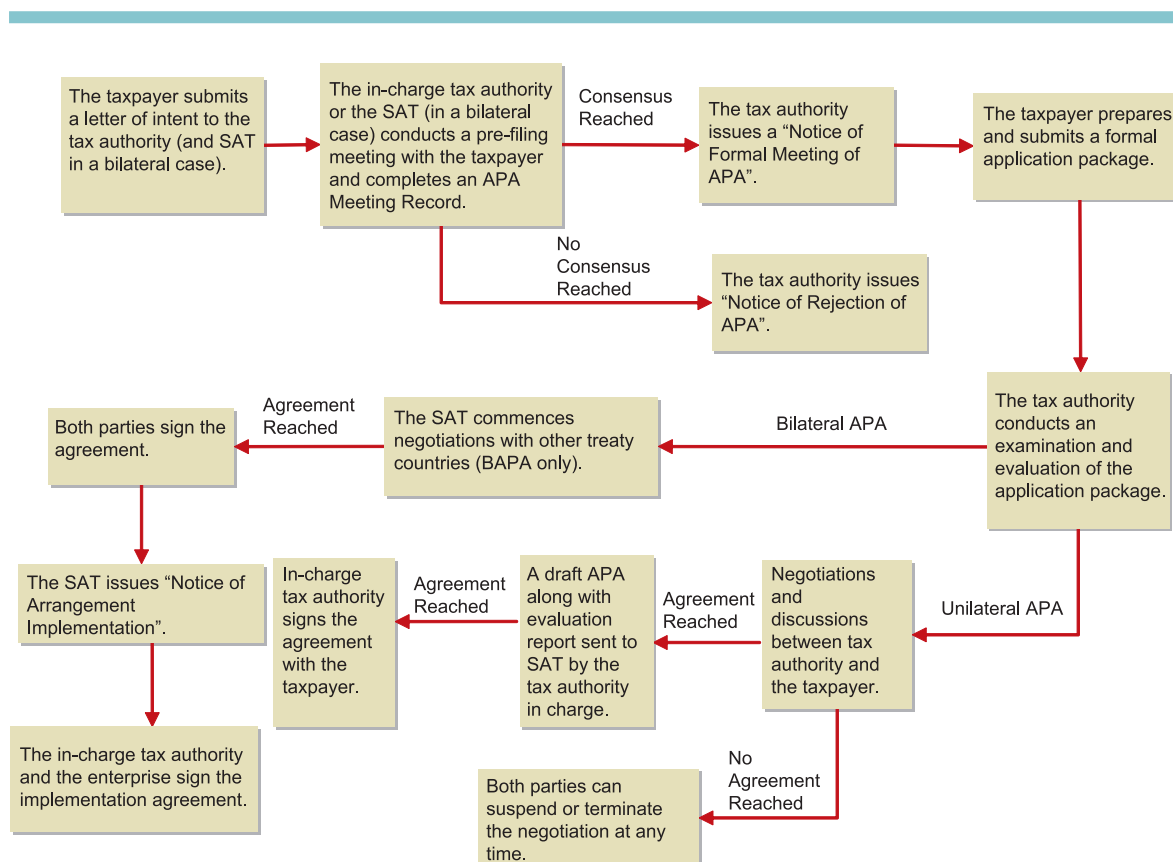 The taxpayer submits
a letter of intent to the
tax authority (and SAT
in a bilateral case).
The in-charge tax authority
or the SAT (in a bilateral
case) conducts a pre-filing
meeting with the taxpayer
and completes an APA
Meeting Record.
Consensus
Reached
The tax authority
issues a “Notice of
Formal Meeting of
APA”.
The taxpayer prepares
and submits a formal
application package.
No
Consensus
Reached
The tax authority issues
“Notice of Rejection of
APA”.
The tax authority
conducts an
examination and
evaluation of the
application package.
Bilateral APA
The SAT commences
negotiations with other treaty
countries (BAPA only).
Agreement
Reached
Both parties sign the
agreement.
The SAT issues “Notice of
Arrangement
Implementation”.
The in-charge tax authority
and the enterprise sign the
implementation agreement.
Unilateral APA
Negotiations
and
discussions
between tax
authority and
the taxpayer.
Agreement
Reached
A draft APA
along with
evaluation
report sent to
SAT by the
tax authority
in charge.
Agreement
Reached
In-charge
tax authority
signs the
agreement
with the
taxpayer.
No
Agreement
Reached
Both parties can
suspend or terminate
the negotiation at any
time.